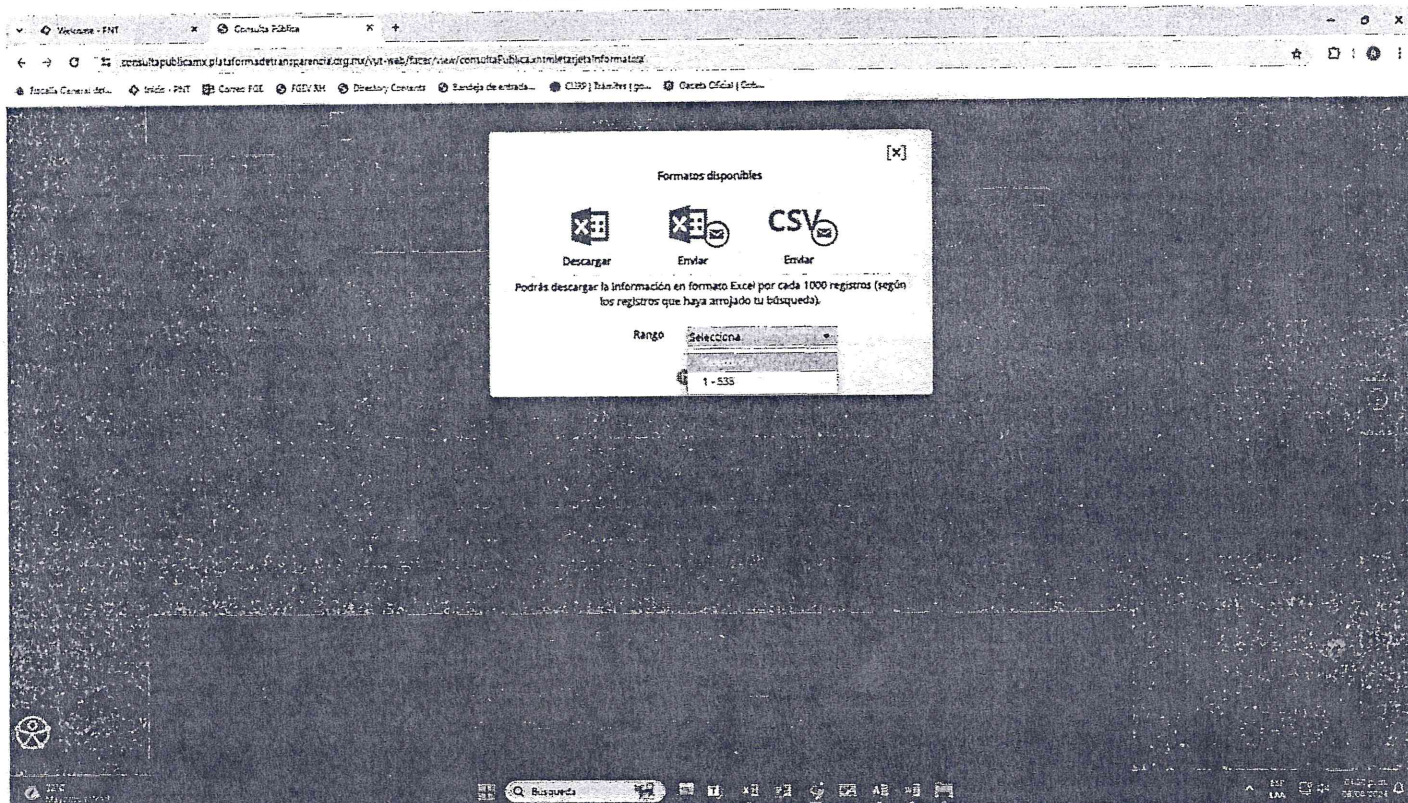 Welcome - PNT
Consulta Pública
consultapublicamx.plataformadetransparencia.org.mx/vut-web/faces/view/consultaPublica.xhtml#tarjetaInformativa
Fiscalía General del...
Inicio - PNT
Correo FGE
FGEV RH
Directory Contents
Bandeja de entrada...
CURP | Trámites | go...
Gaceta Oficial | Gob...
[x]
Formatos disponibles
CSV
Descargar
Enviar
Enviar
Podrás descargar la información en formato Excel por cada 1000 registros (según
los registros que haya arrojado tu búsqueda).
Rango
Selecciona
1 - 535
Búsqueda
ESP
LAA